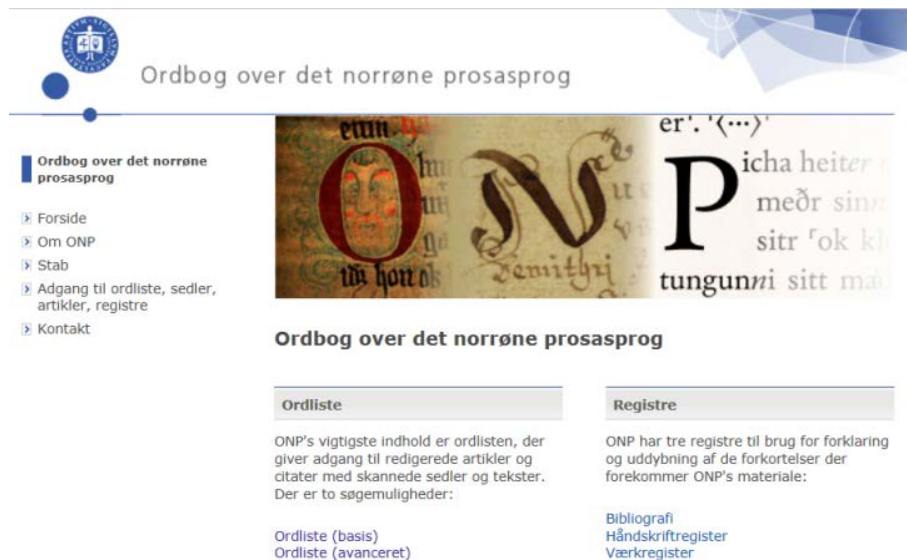 Ordbog over det norrøne prosasprog
Ordbog over det norrøne
prosasprog
Forside
Om ONP
Stab
Adgang til ordliste, sedler,
artikler, registre
Kontakt
er'. '⟨···⟩'
Picha heiter
meðr sinn
sitr 'ok
tungunni sitt
Ordbog over det norrøne prosasprog
Ordliste
ONP's vigtigste indhold er ordlisten, der
giver adgang til redigerede artikler og
citater med skannede sedler og tekster.
Der er to søgemuligheder:
Ordliste (basis)
Ordliste (avanceret)
Registre
ONP har tre registre til brug for forklaring
og uddybning af de forkortelser der
forekommer ONP's materiale:
Bibliografi
Håndskriftregister
Værkregister